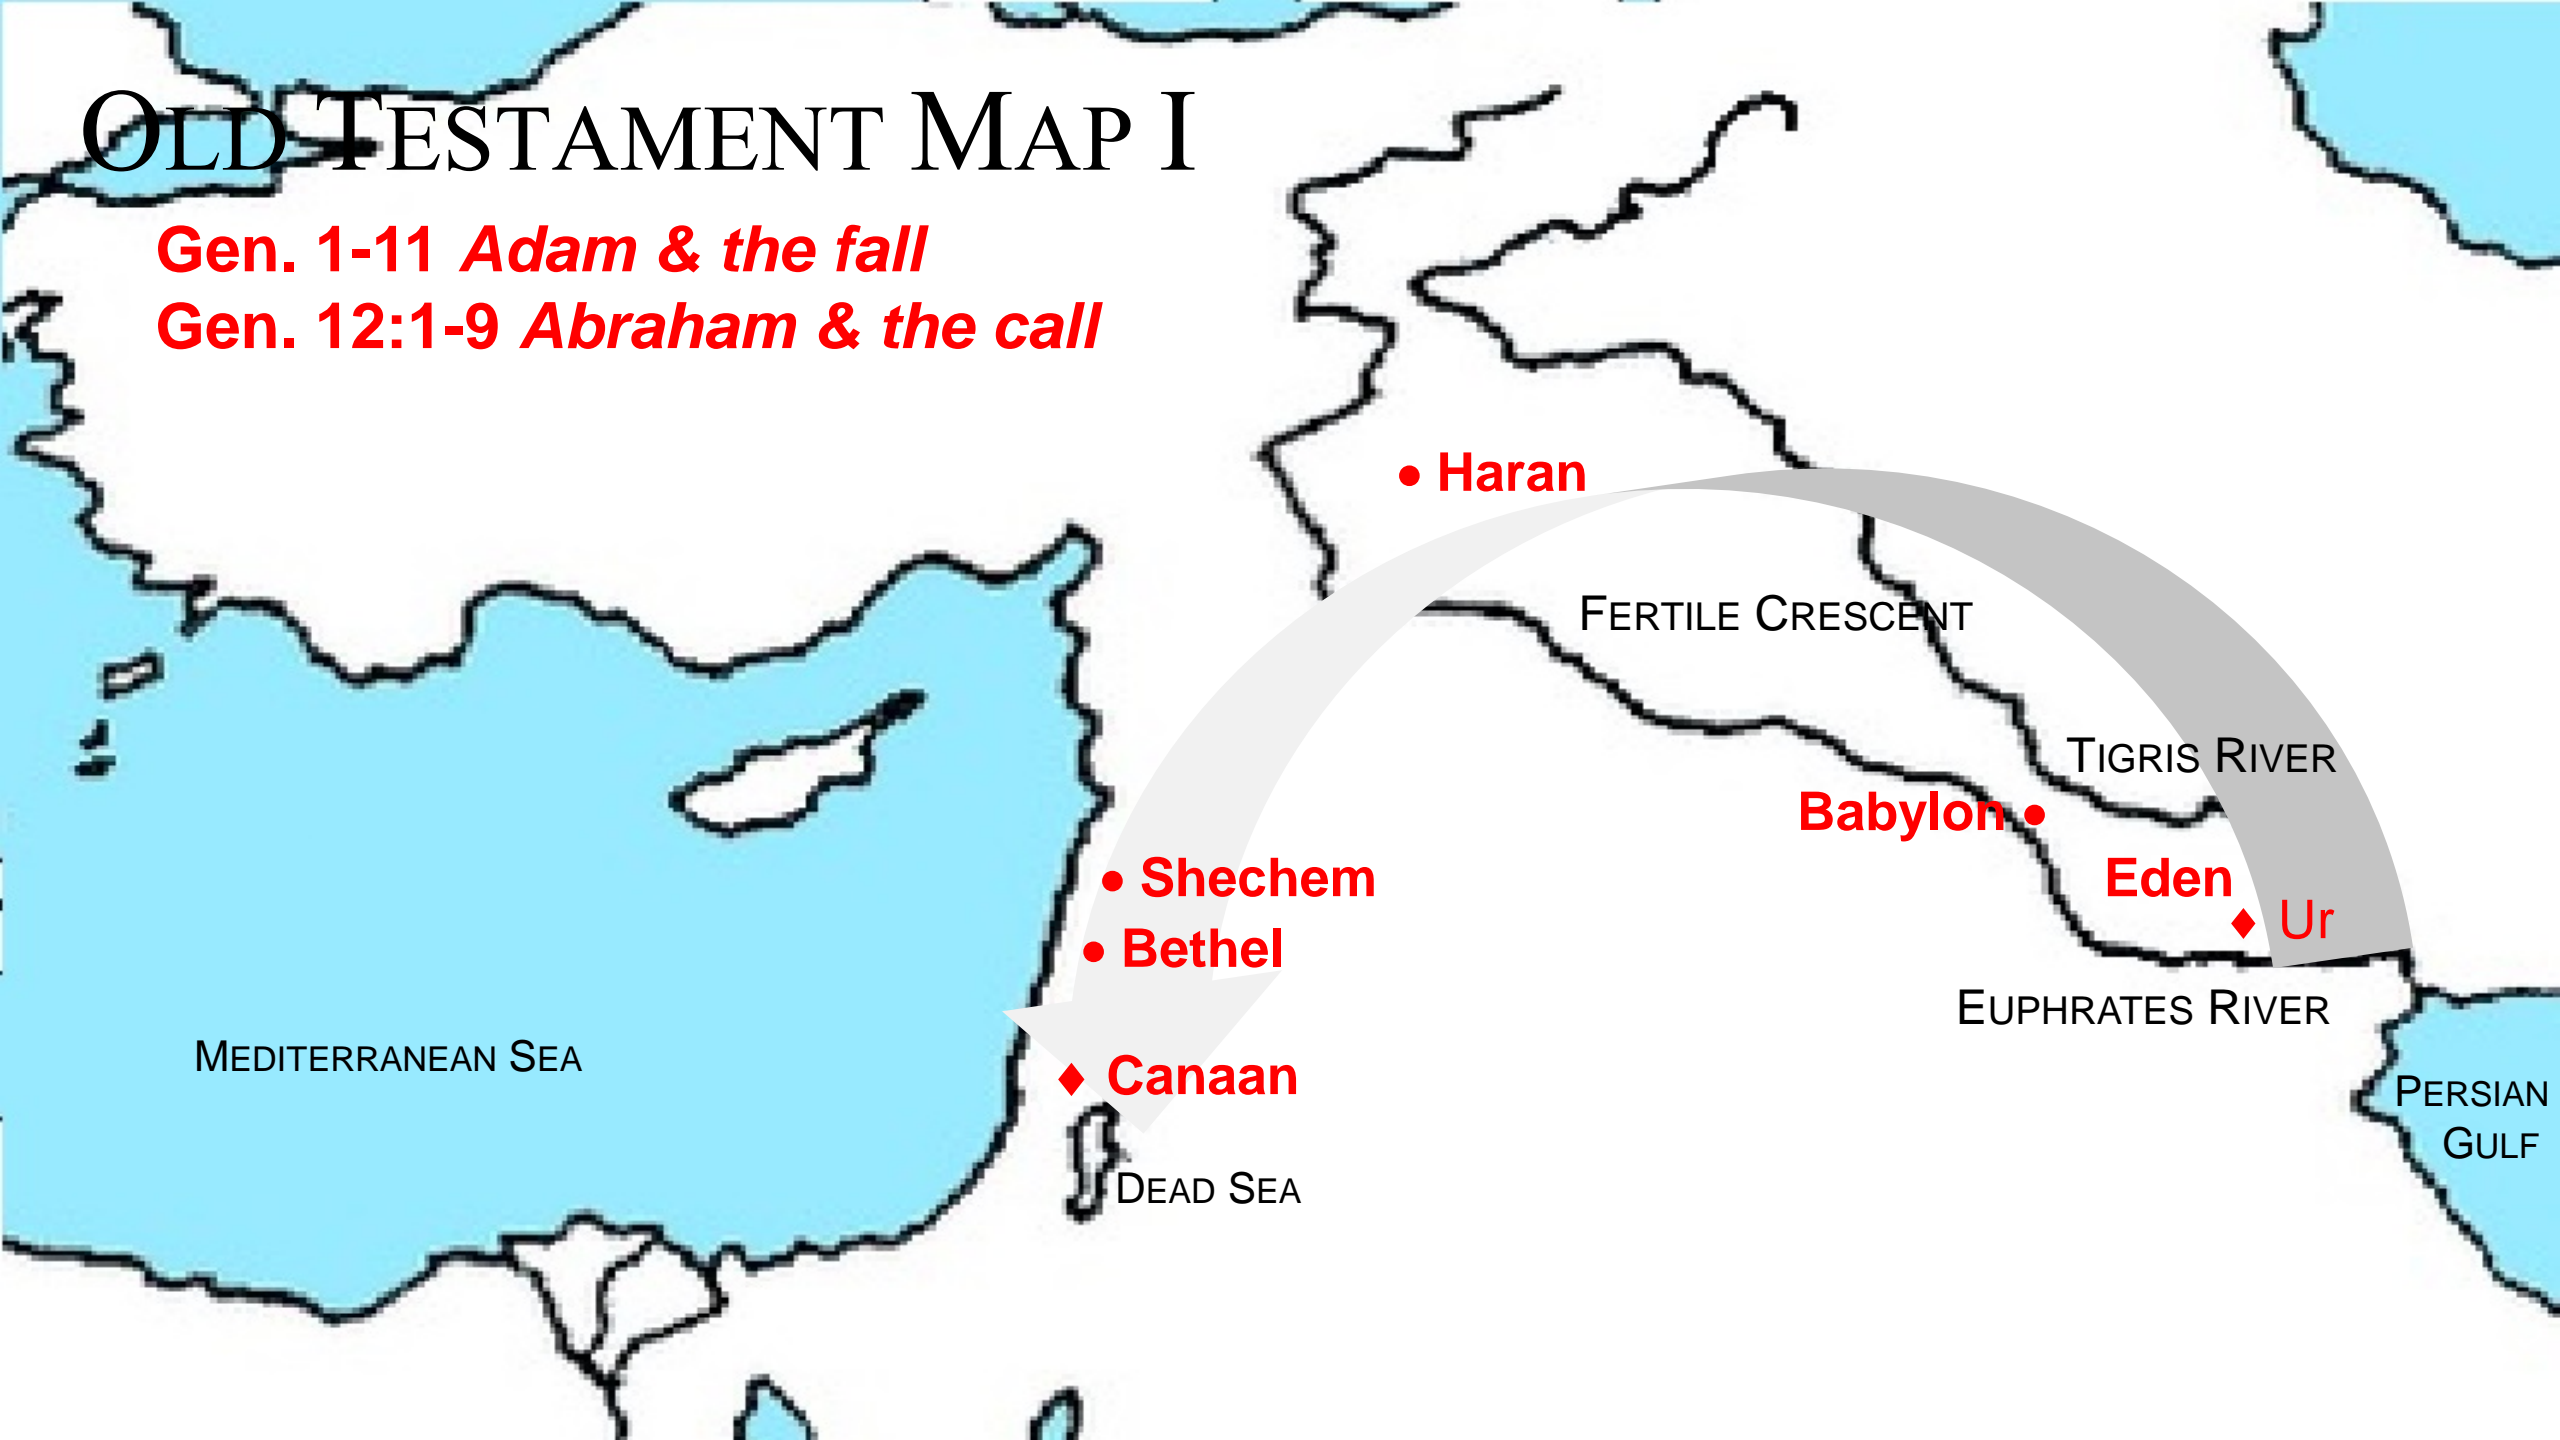 OLD TESTAMENT MAP I
Gen. 1-11 Adam & the fall
Gen. 12:1-9 Abraham & the call
• Haran
FERTILE CRESCENT
TIGRIS RIVER
Babylon •
• Shechem
Eden
♦ Ur
• Bethel
EUPHRATES RIVER
MEDITERRANEAN SEA
♦ Canaan
PERSIAN
GULF
DEAD SEA